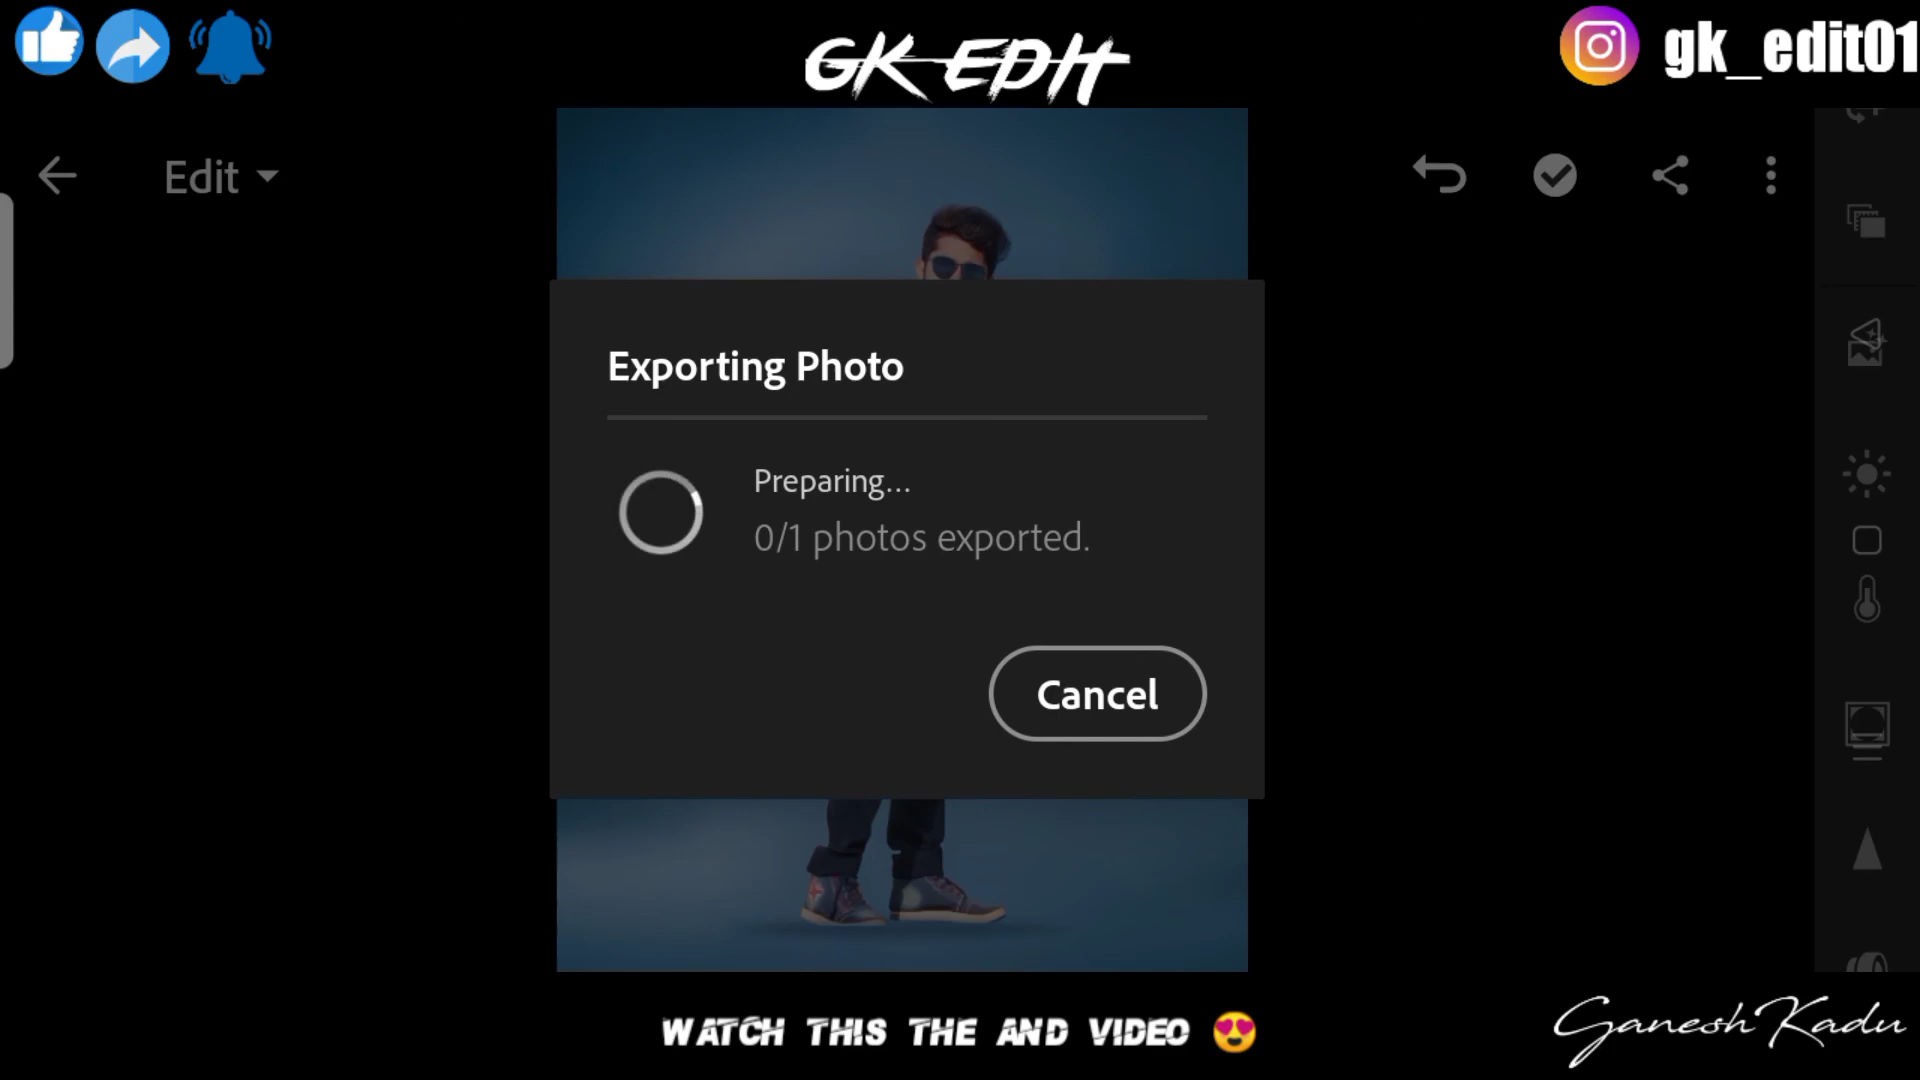 GK EDIT
gk_edit01
Edit
Exporting Photo
Preparing...
0/1 photos exported.
Cancel
WATCH THIS THE AND VIDEO 😍
Ganesh Kadu